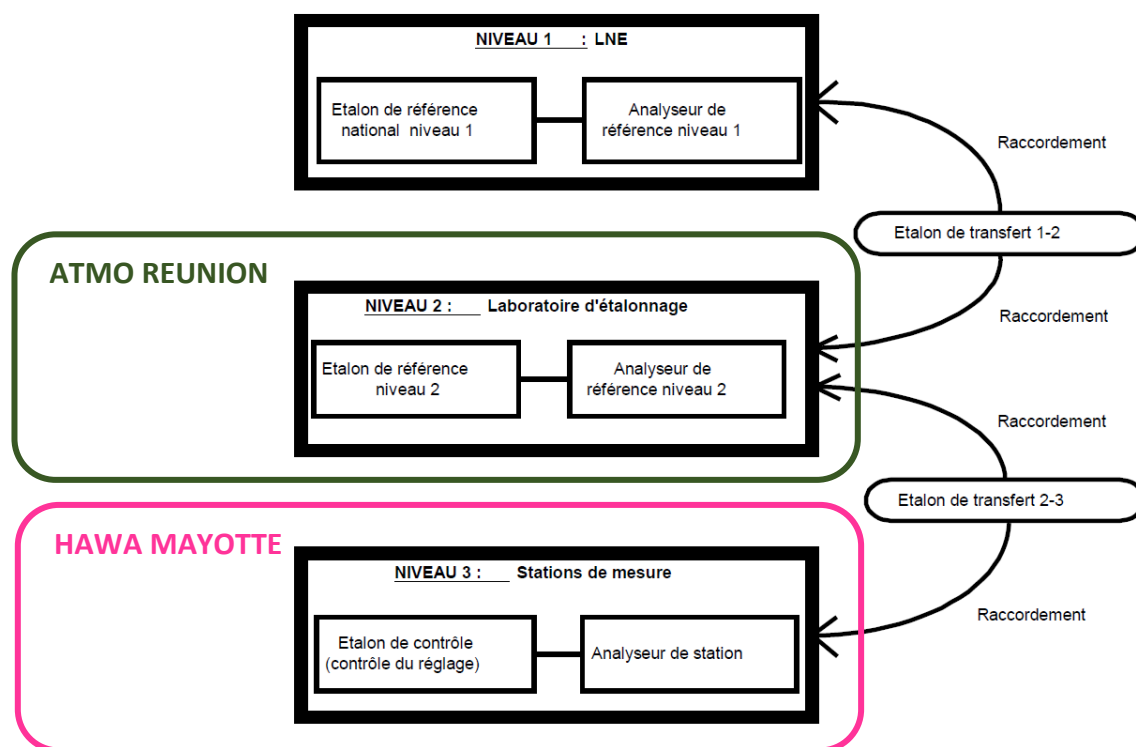 NIVEAU 1 : LNE
Etalon de référence
national niveau 1
Analyseur de
référence niveau 1
Raccordement
Etalon de transfert 1-2
Raccordement
ATMO REUNION
NIVEAU 2 : Laboratoire d'étalonnage
Etalon de référence
niveau 2
Analyseur de
référence niveau 2
Raccordement
Etalon de transfert 2-3
Raccordement
HAWA MAYOTTE
NIVEAU 3 : Stations de mesure
Etalon de contrôle
(contrôle du réglage)
Analyseur de station